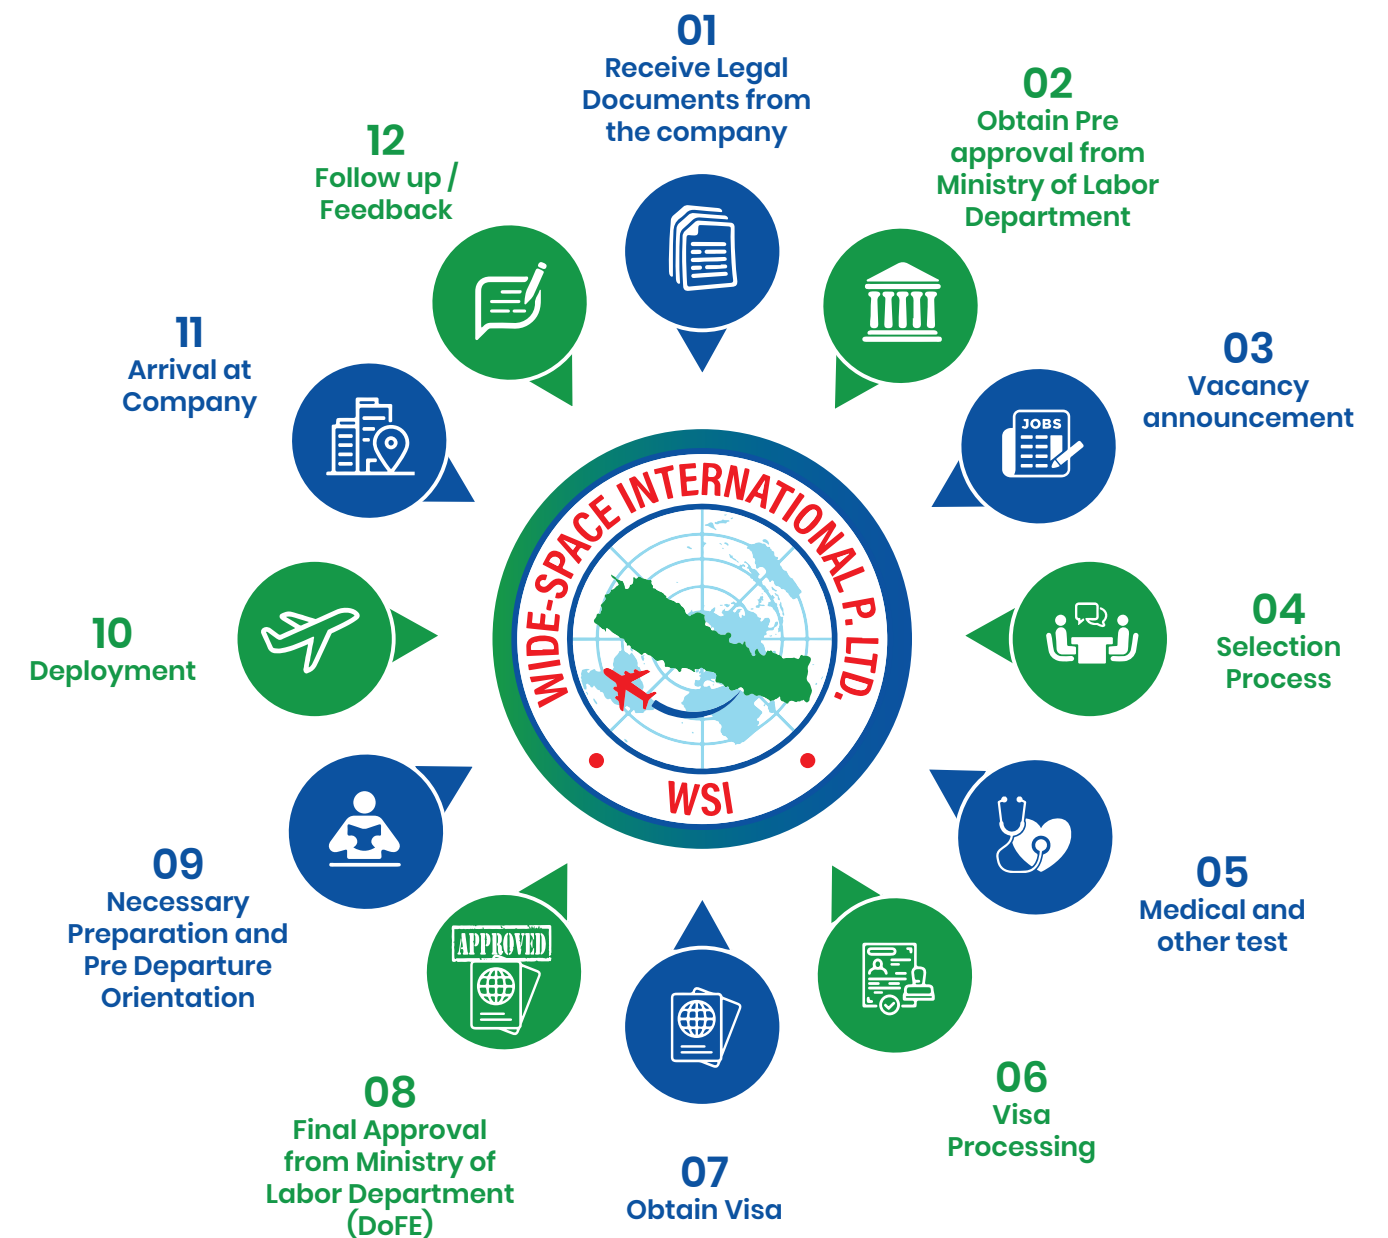 01
Receive Legal
Documents from
the company
02
Obtain Pre
approval from
Ministry of Labor
Department
03
Vacancy
announcement
JOBS
04
Selection
Process
05
Medical and
other test
06
Visa
Processing
07
Obtain Visa
08
Final Approval
from Ministry of
Labor Department
(DoFE)
APPROVED
09
Necessary
Preparation and
Pre Departure
Orientation
10
Deployment
11
Arrival at
Company
12
Follow up /
Feedback
WIDE-SPACE INTERNATIONAL P. LTD.
WSI